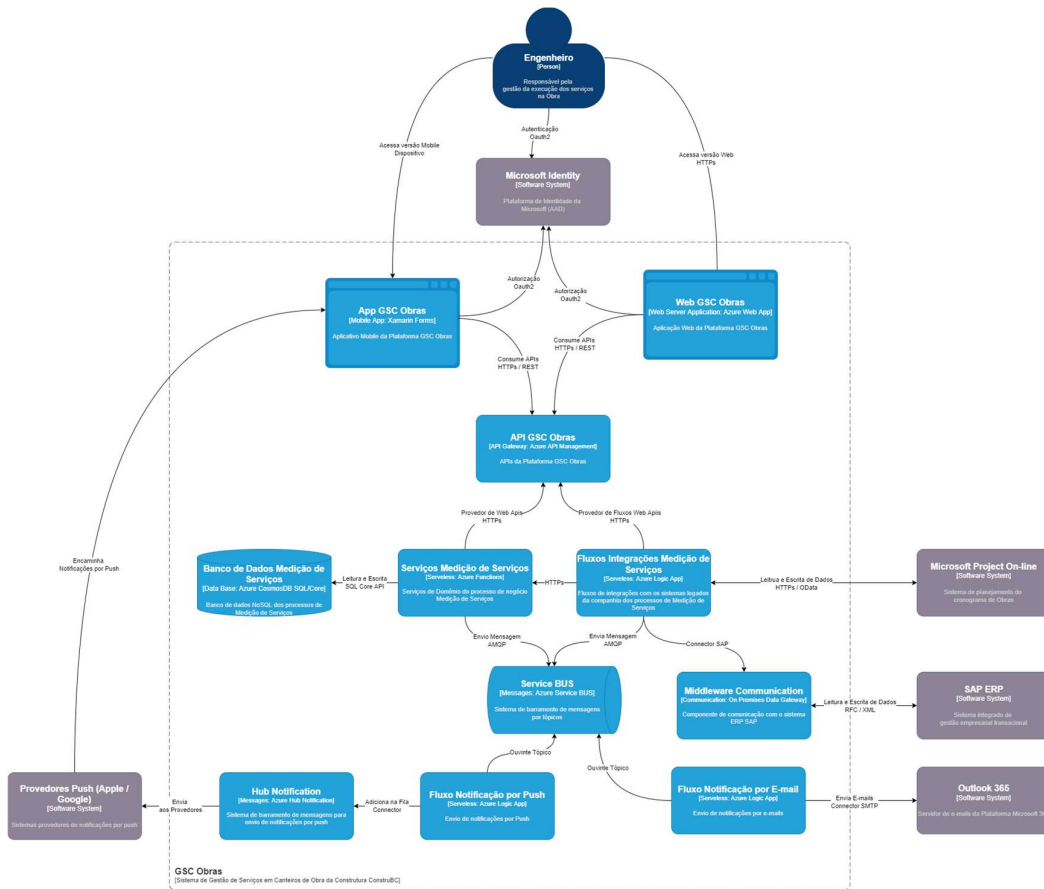 Engenheiro
[Person]
Responsável pela
gestão da execução dos serviços
na Obra
Autenticação
Oauth2
Acessa versão Mobile
Dispositivo
Acessa versão Web
HTTPs
Microsoft Identity
[Software System]
Plataforma de Identidade da
Microsoft (AAD)
Autorização
Oauth2
Autorização
Oauth2
App GSC Obras
[Mobile App: Xamarin Forms]
Aplicativo Mobile da Plataforma GSC Obras
Web GSC Obras
[Web Server Application: Azure Web App]
Aplicação Web da Plataforma GSC Obras
Consume APIs
HTTPs / REST
Consume APIs
HTTPs / REST
API GSC Obras
[API Gateway: Azure API Management]
APIs da Plataforma GSC Obras
Provedor de Web Apis
HTTPs
Provedor de Fluxos Web Apiis
HTTPs
Encaminha
Notificações por Push
Banco de Dados Medição de
Serviços
[Data Base: Azure CosmosDB SQL/Core]
Banco de dados NoSQL dos processos de
Medição de Serviços
Leitura e Escrita
SQL Core API
Serviços Medição de Serviços
[Serveless: Azure Functions]
Serviços de Domínio do processo de negócio
Medição de Serviços
HTTPs
Fluxos Integrações Medição de
Serviços
[Serveless: Azure Logic App]
Fluxos de integrações com os sistemas legados
da companhia dos processos de Medição de
Serviços
Leitrua e Escrita de Dados
HTTPs / OData
Microsoft Project On-line
[Software System]
Sistema de planejamento do
cronograma de Obras
Envio Mensagem
AMQP
Envia Mensagem
AMQP
Connector SAP
Service BUS
[Messages: Azure Service BUS]
Sistema de barramento de mensagens
por tópicos
Middleware Communication
[Communication: On Premises Data Gateway]
Componente de comunicação com o sistema
ERP SAP
Leitura e Escrita de Dados
RFC / XML
SAP ERP
[Software System]
Sistema integrado de
gestão empresarial transacional
Ouvinte Tópico
Ouvinte Tópico
Provedores Push (Apple /
Google)
[Software System]
Sistemas provedores de notificações por push
Envia
aos Provedores
Hub Notification
[Messages: Azure Hub Notification]
Sistema de barramento de mensagens para
envio de notificações por push
Adiciona na Fila
Connector
Fluxo Notificação por Push
[Serveless: Azure Logic App]
Envio de notificações por Push
Fluxo Notificação por E-mail
[Serveless: Azure Logic App]
Envio de notificações por e-mails
Envia E-mails
Connector SMTP
Outlook 365
[Software System]
Servidor de e-mails da Plataforma Microsoft 36
GSC Obras
[Sistema de Gestão de Serviços em Canteiros de Obra da Construtura ConstruBC]